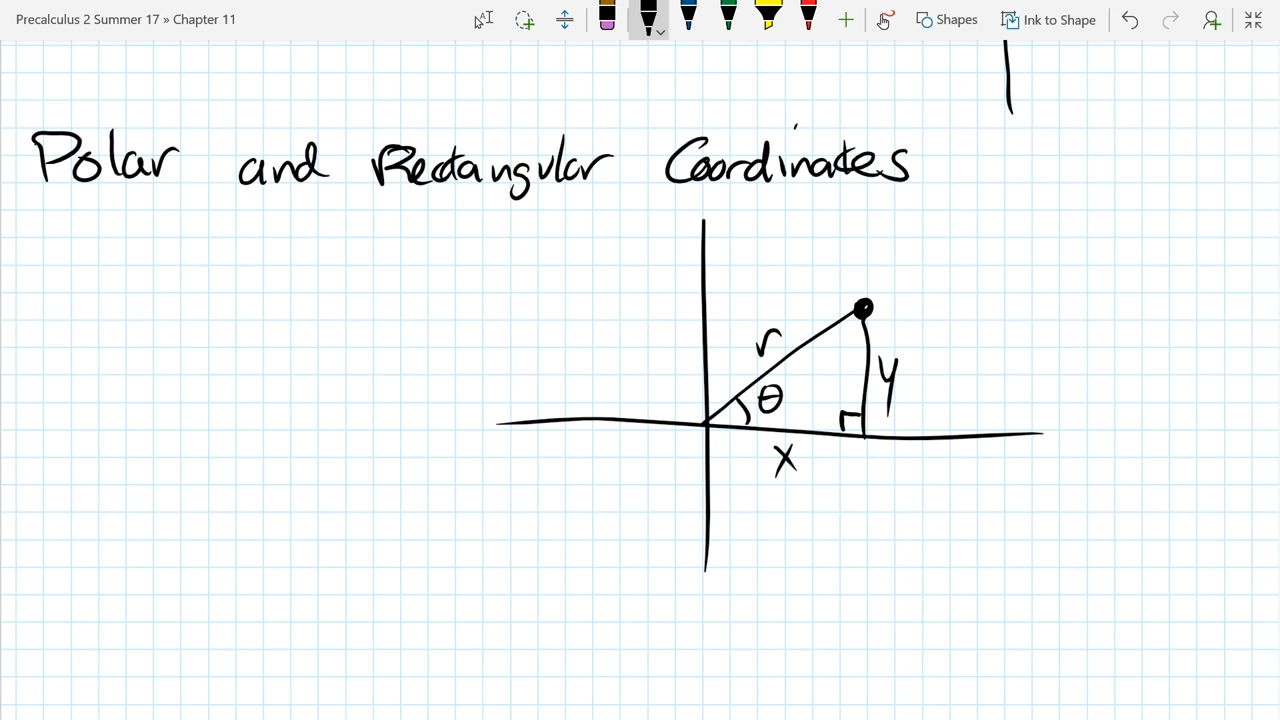 Precalculus 2 Summer 17 » Chapter 11
Shapes
Ink to Shape
Polar and Rectangular Coordinates
r
y
θ
x